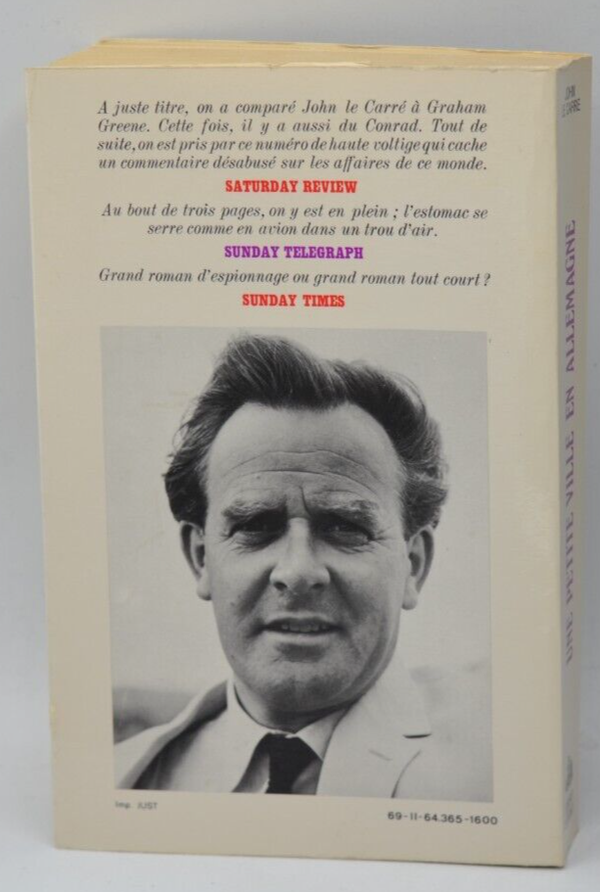 A juste titre, on a comparé John le Carré à Graham
Greene. Cette fois, il y a aussi du Conrad. Tout de
suite, on est pris par ce numéro de haute voltige qui cache
un commentaire désabusé sur les affaires de ce monde.
SATURDAY REVIEW
Au bout de trois pages, on y est en plein ; l'estomac se
serre comme en avion dans un trou d'air.
SUNDAY TELEGRAPH
Grand roman d'espionnage ou grand roman tout court ?
SUNDAY TIMES
Imp. JUST
69-II-64.365-1600
JOHN
LE CARRE
UNE PETITE VILLE EN ALLEMAGNE